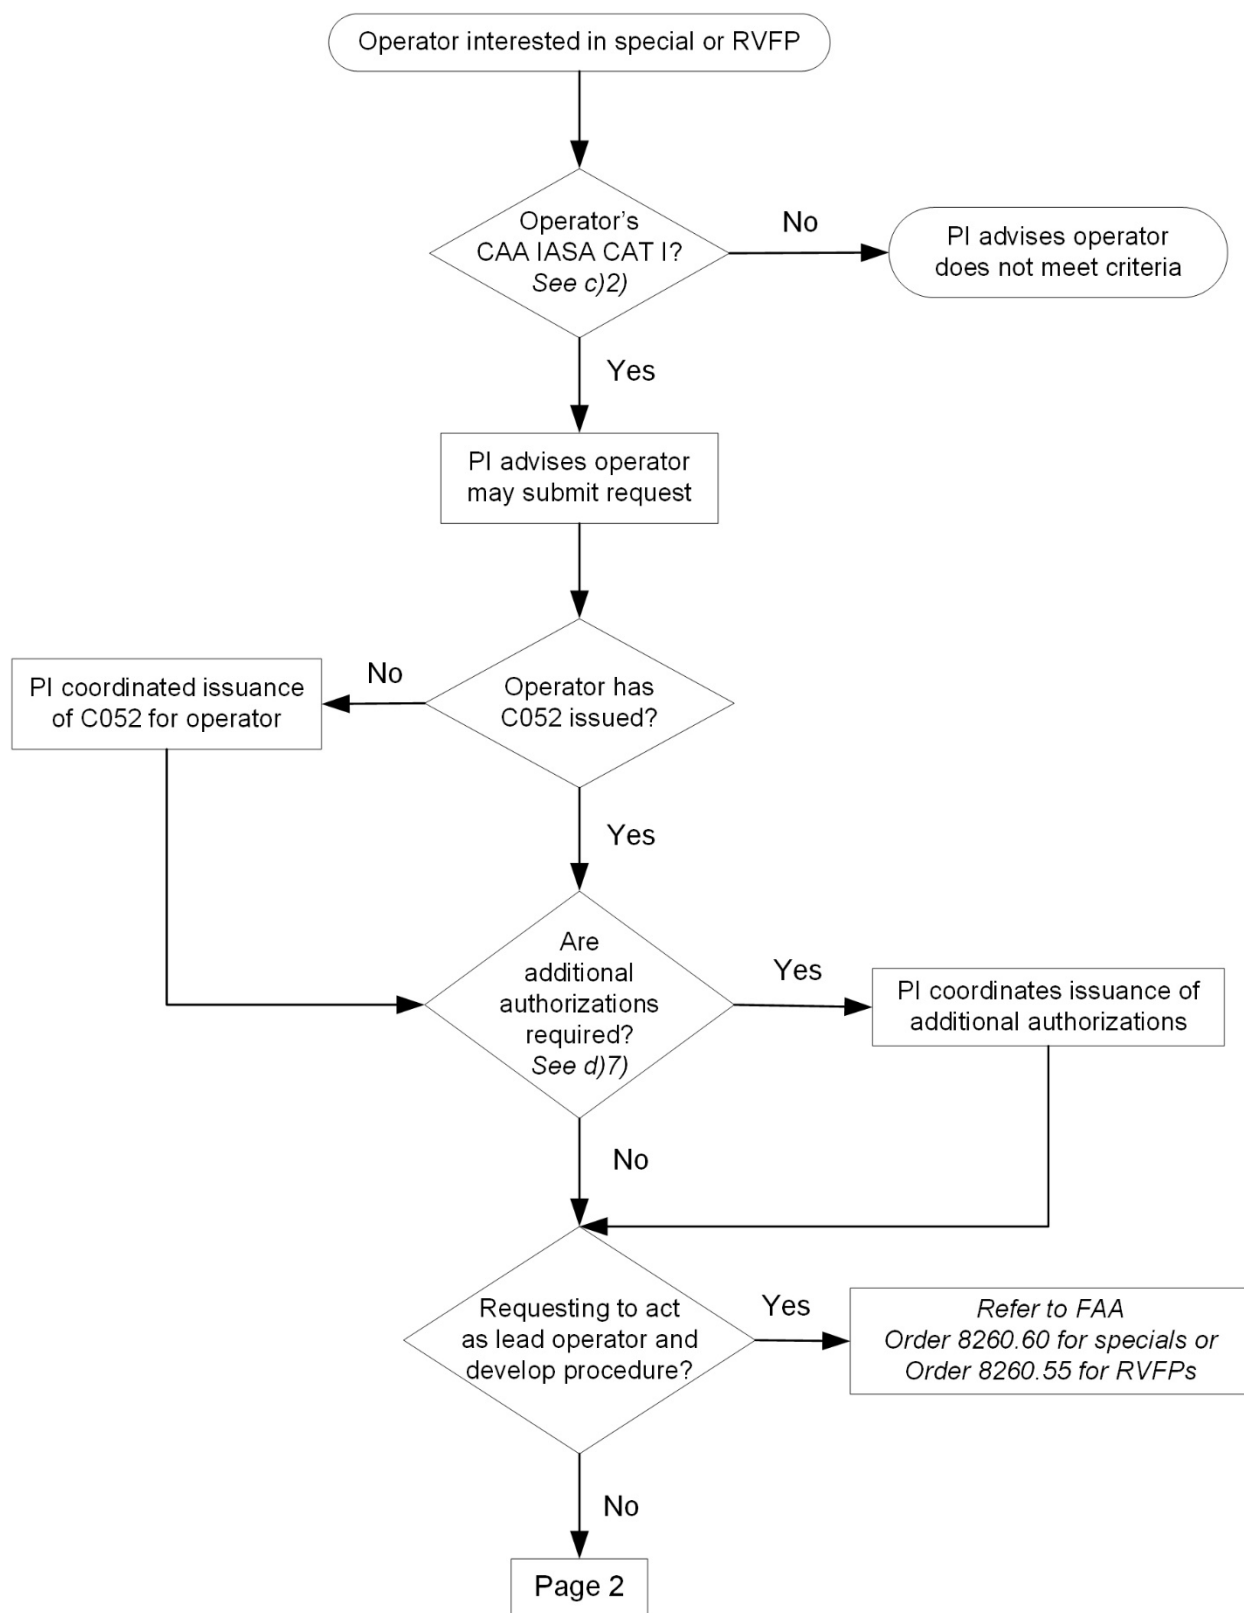 Operator interested in special or RVFP
Operator's
CAA IASA CAT I?
See c)2)
No
PI advises operator
does not meet criteria
Yes
PI advises operator
may submit request
Operator has
C052 issued?
No
PI coordinated issuance
of C052 for operator
Yes
Are
additional
authorizations
required?
See d)7)
Yes
PI coordinates issuance of
additional authorizations
No
Requesting to act
as lead operator and
develop procedure?
Yes
Refer to FAA
Order 8260.60 for specials or
Order 8260.55 for RVFPs
No
Page 2